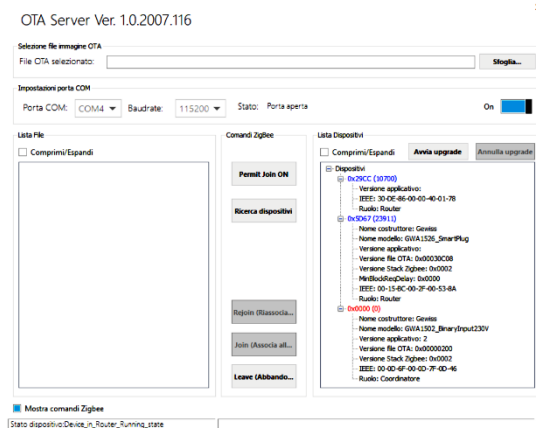 OTA Server Ver. 1.0.2007.116
Selezione file immagine OTA
File OTA selezionato:
Sfoglia...
Impostazioni porta COM
Porta COM: COM4 Baudrate: 115200 Stato: Porta aperta On
Lista File
Comprimi/Espandi
Comandi ZigBee
Permit Join ON
Ricerca dispositivi
Rejoin (Riassocia...
Join (Associa all...
Leave (Abbando...
Lista Dispositvi
Comprimi/Espandi Avvia upgrade Annulla upgrade
Dispositivi
0x29CC (10700)
Versione applicativo:
IEEE: 30-DE-86-00-00-40-01-78
Ruolo: Router
0x5D67 (23911)
Nome costruttore: Gewiss
Nome modello: GWA1526_SmartPlug
Versione applicativo:
Versione file OTA: 0x00030C08
Versione Stack Zigbee: 0x0002
MinBlockReqDelay: 0x0000
IEEE: 00-15-BC-00-2F-00-53-8A
Ruolo: Router
0x0000 (0)
Nome costruttore: Gewiss
Nome modello: GWA1502_BinaryInput230V
Versione applicativo: 2
Versione file OTA: 0x00000200
Versione Stack Zigbee: 0x0002
IEEE: 00-0D-6F-00-0D-7F-0D-46
Ruolo: Coordinatore
Mostra comandi Zigbee
Stato dispositivo:Device_in_Router_Running_state